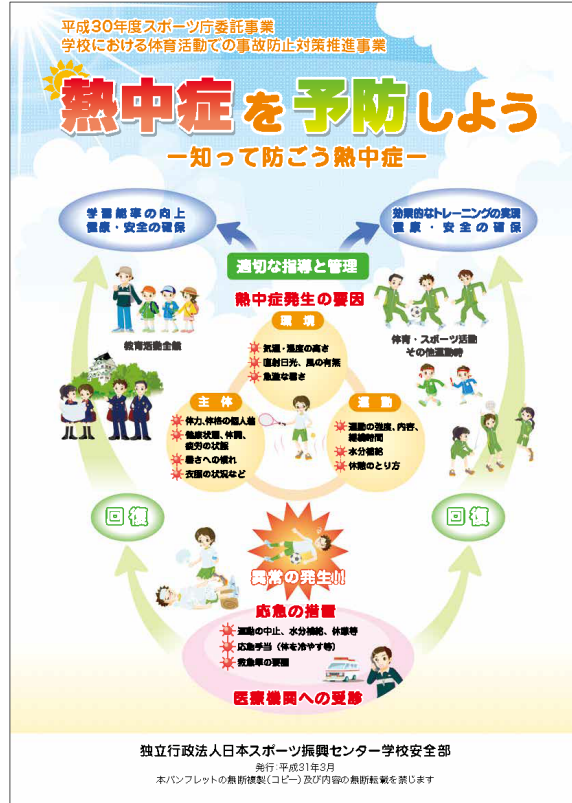 平成30年度スポーツ庁委託事業
学校における体育活動での事故防止対策推進事業
熱中症を予防しよう
ー知って防ごう熱中症ー
学習能率の向上
健康・安全の確保
効果的なトレーニングの実現
健康・安全の確保
適切な指導と管理
熱中症発生の要因
環境
気温・湿度の高さ
直射日光、風の有無
急激な暑さ
教育活動全般
体育・スポーツ活動
その他運動時
主体
体力、体格の個人差
健康状態、体調、
疲労の状態
暑さへの慣れ
衣服の状況など
運動
運動の強度、内容、
継続時間
水分補給
休憩のとり方
回復
回復
異常の発生!!
応急の措置
運動の中止、水分補給、休憩等
応急手当（体を冷やす等）
救急車の要請
医療機関への受診
独立行政法人日本スポーツ振興センター学校安全部
発行：平成31年3月
本パンフレットの無断複製（コピー）及び内容の無断転載を禁じます